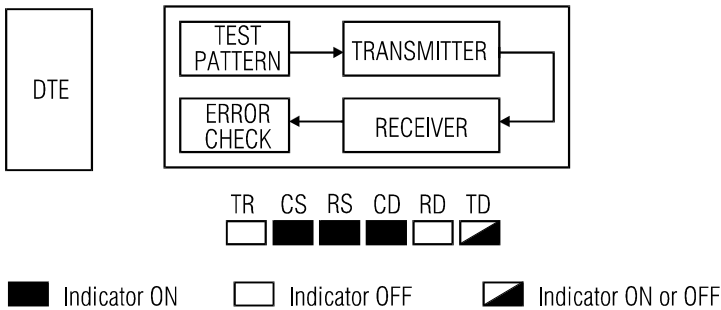 DTE
TEST
PATTERN
TRANSMITTER
ERROR
CHECK
RECEIVER
TR CS RS CD RD TD
Indicator ON Indicator OFF Indicator ON or OFF